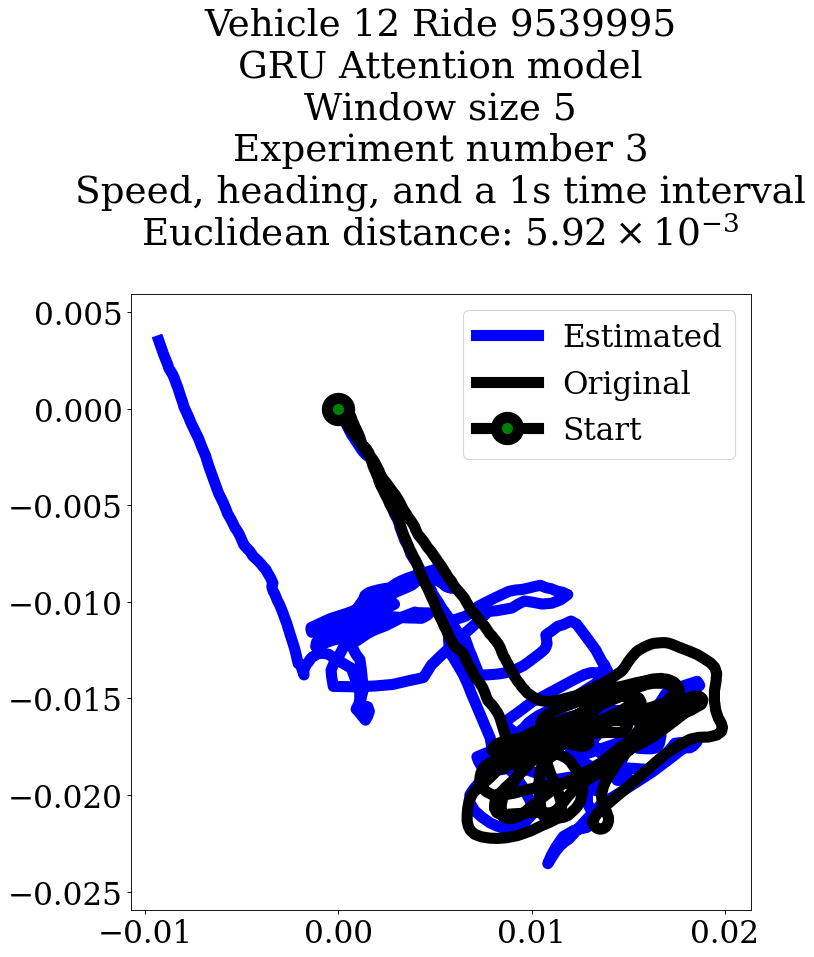 Vehicle 12 Ride 9539995
GRU Attention model
Window size 5
Experiment number 3
Speed, heading, and a 1s time interval
Euclidean distance: 5.92 × 10⁻³
Estimated
Original
Start
0.005
0.000
−0.005
−0.010
−0.015
−0.020
−0.025
−0.01 0.00 0.01 0.02